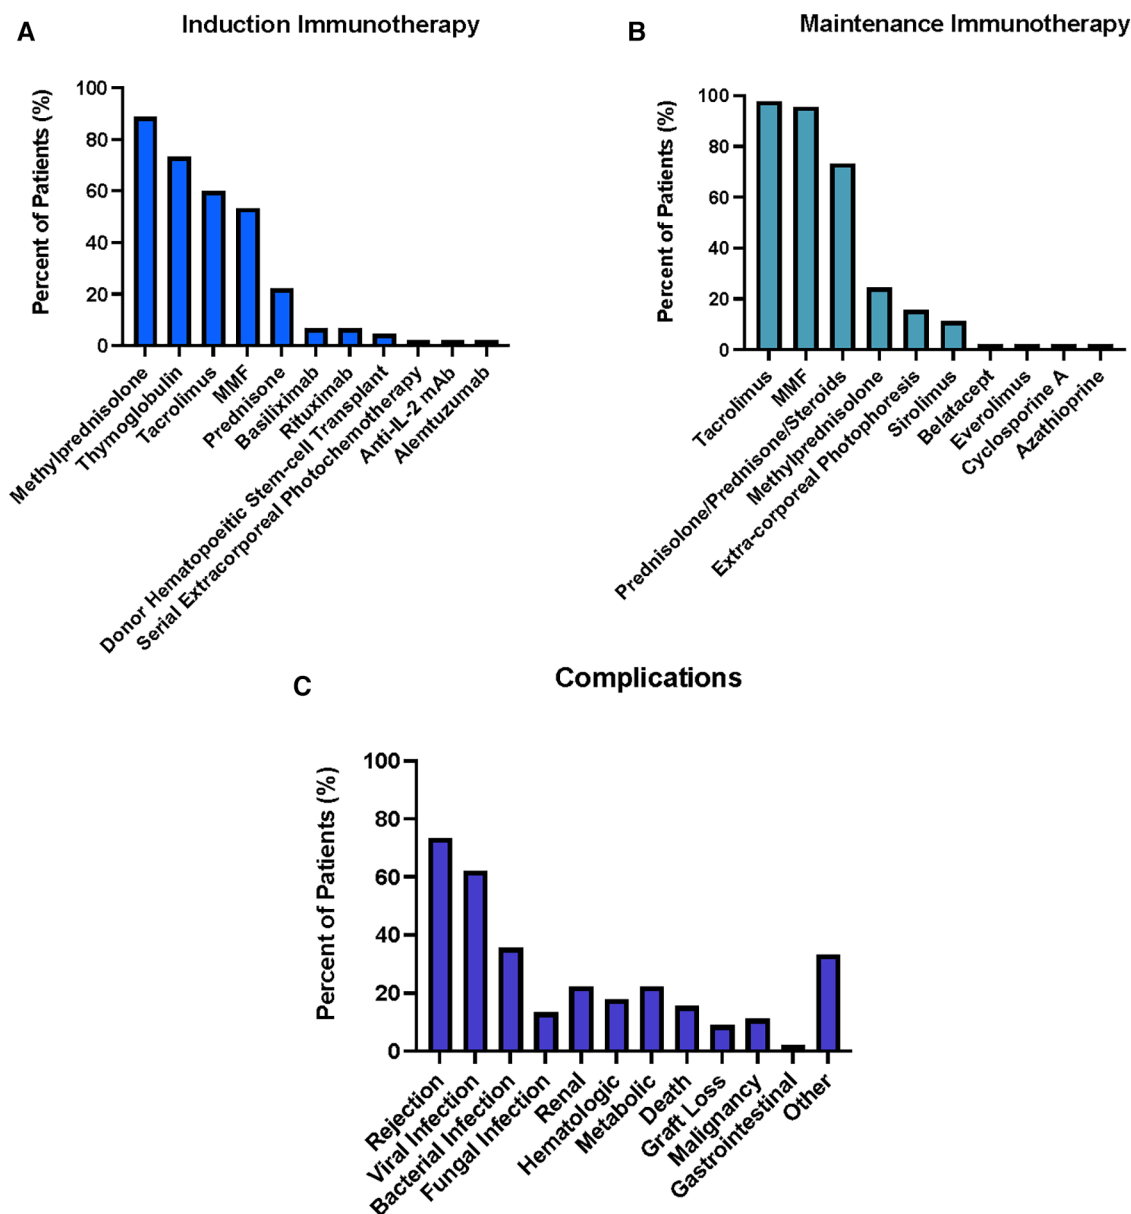 A
Induction Immunotherapy
Percent of Patients (%)
100
80
60
40
20
0
Methylprednisolone
Thymoglobulin
Tacrolimus
MMF
Prednisone
Basiliximab
Rituximab
Donor Hematopoeitic Stem-cell Transplant
Serial Extracorporeal Photochemotherapy
Anti-IL-2 mAb
Alemtuzumab
B
Maintenance Immunotherapy
Percent of Patients (%)
100
80
60
40
20
0
Tacrolimus
MMF
Prednisolone/Prednisone/Steroids
Methylprednisolone
Extra-corporeal Photophoresis
Sirolimus
Belatacept
Everolimus
Cyclosporine A
Azathioprine
C
Complications
Percent of Patients (%)
100
80
60
40
20
0
Rejection
Viral Infection
Bacterial Infection
Fungal Infection
Renal
Hematologic
Metabolic
Death
Graft Loss
Malignancy
Gastrointestinal
Other